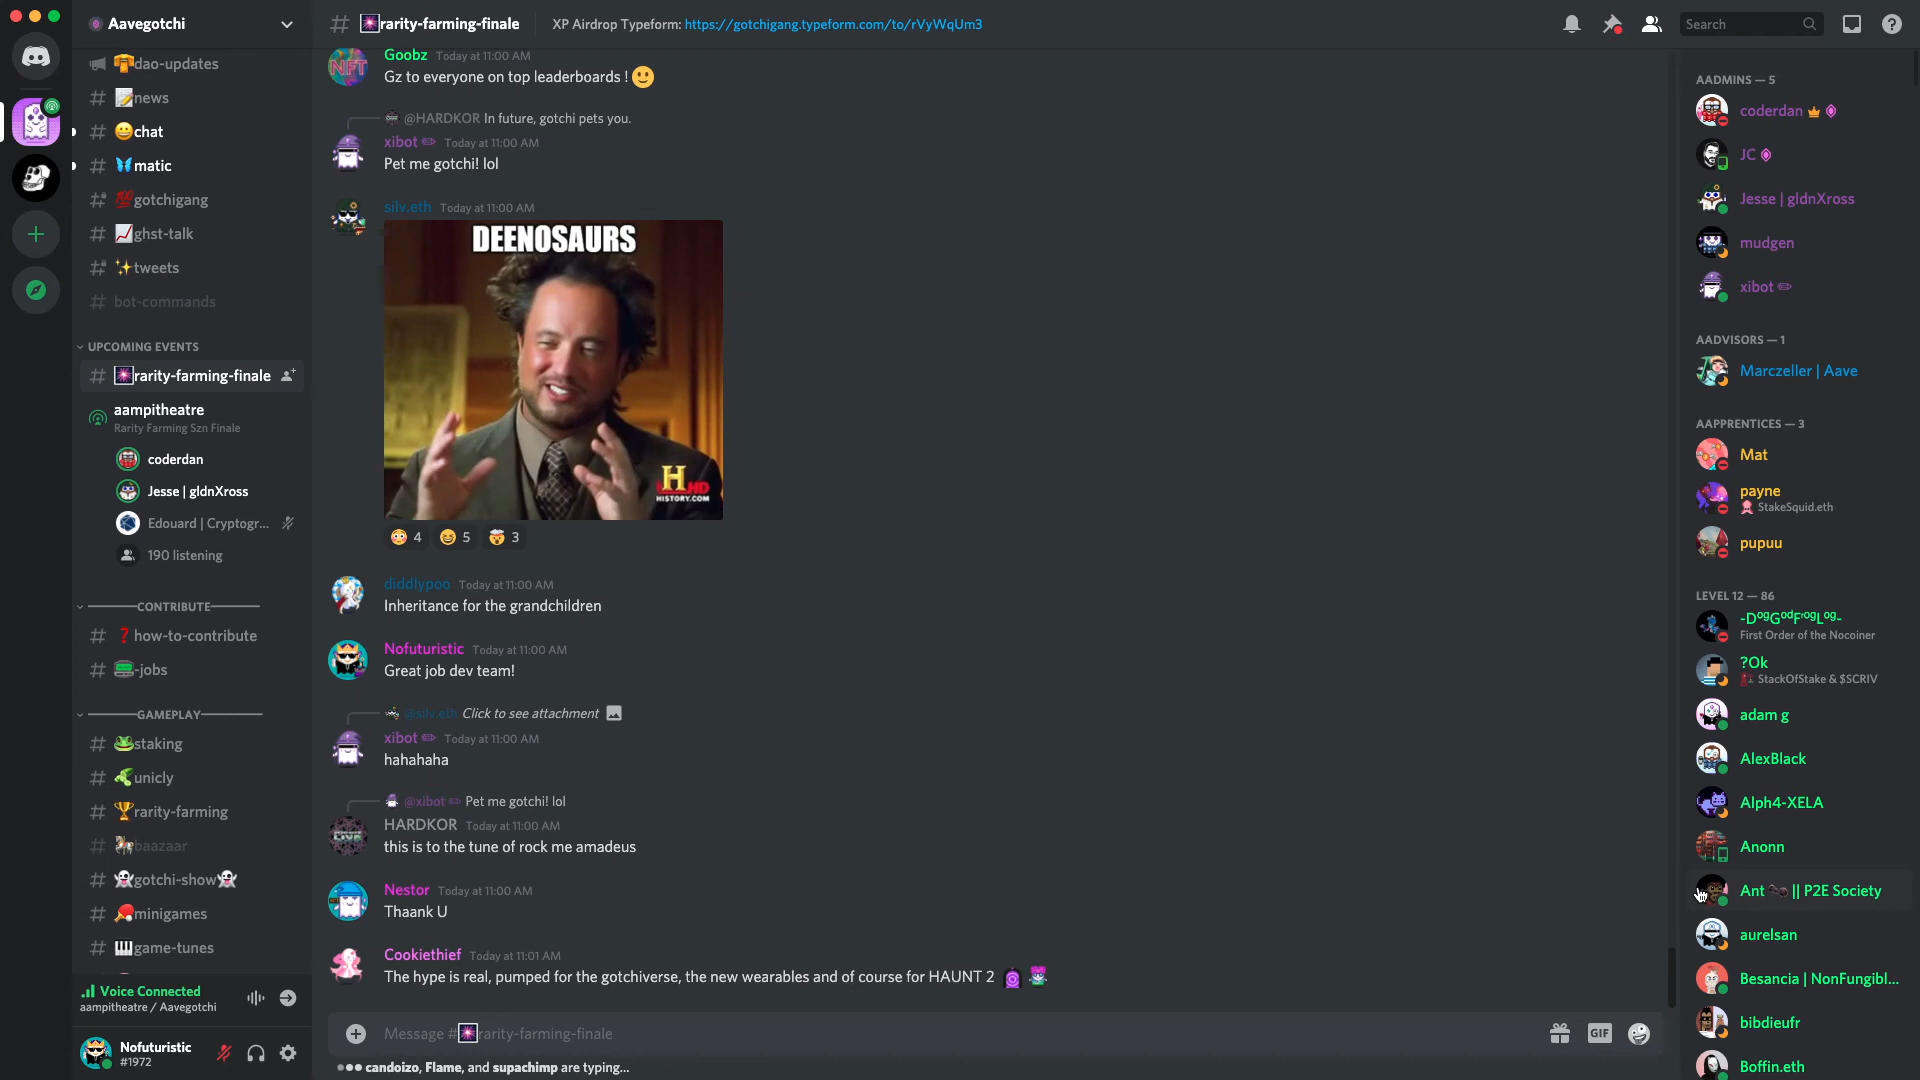 Aavegotchi
dao-updates
news
chat
matic
gotchigang
ghst-talk
tweets
bot-commands
UPCOMING EVENTS
rarity-farming-finale
aampitheatre
Rarity Farming Szn Finale
coderdan
Jesse | gldnXross
Edouard | Cryptogr...
190 listening
CONTRIBUTE
how-to-contribute
-jobs
GAMEPLAY
staking
unicly
rarity-farming
baazaar
gotchi-show
minigames
game-tunes
Voice Connected
aampitheatre / Aavegotchi
Nofuturistic
#1972
rarity-farming-finale
XP Airdrop Typeform: https://gotchigang.typeform.com/to/rVyWqUm3
Search
Goobz Today at 11:00 AM
Gz to everyone on top leaderboards !
@HARDKOR In future, gotchi pets you.
xibot Today at 11:00 AM
Pet me gotchi! lol
silv.eth Today at 11:00 AM
DEENOSAURS
H HD
HISTORY.COM
4 5 3
diddlypoo Today at 11:00 AM
Inheritance for the grandchildren
Nofuturistic Today at 11:00 AM
Great job dev team!
@silv.eth Click to see attachment
xibot Today at 11:00 AM
hahahaha
@xibot Pet me gotchi! lol
HARDKOR Today at 11:00 AM
this is to the tune of rock me amadeus
Nestor Today at 11:00 AM
Thaank U
Cookiethief Today at 11:01 AM
The hype is real, pumped for the gotchiverse, the new wearables and of course for HAUNT 2
Message #rarity-farming-finale
GIF
candoizo, Flame, and supachimp are typing...
AADMINS — 5
coderdan
JC
Jesse | gldnXross
mudgen
xibot
AADVISORS — 1
Marczeller | Aave
AAPRENTICES — 3
Mat
payne
StakeSquid.eth
pupuu
LEVEL 12 — 86
-DᵒᵍGᵒᵈFʳᵒᵍLᵒᵍ-
First Order of the Nocoiner
?Ok
StackOfStake & $SCRIV
adam g
AlexBlack
Alph4-XELA
Anonn
Ant || P2E Society
aurelsan
Besancia | NonFungibl...
bibdieufr
Boffin.eth